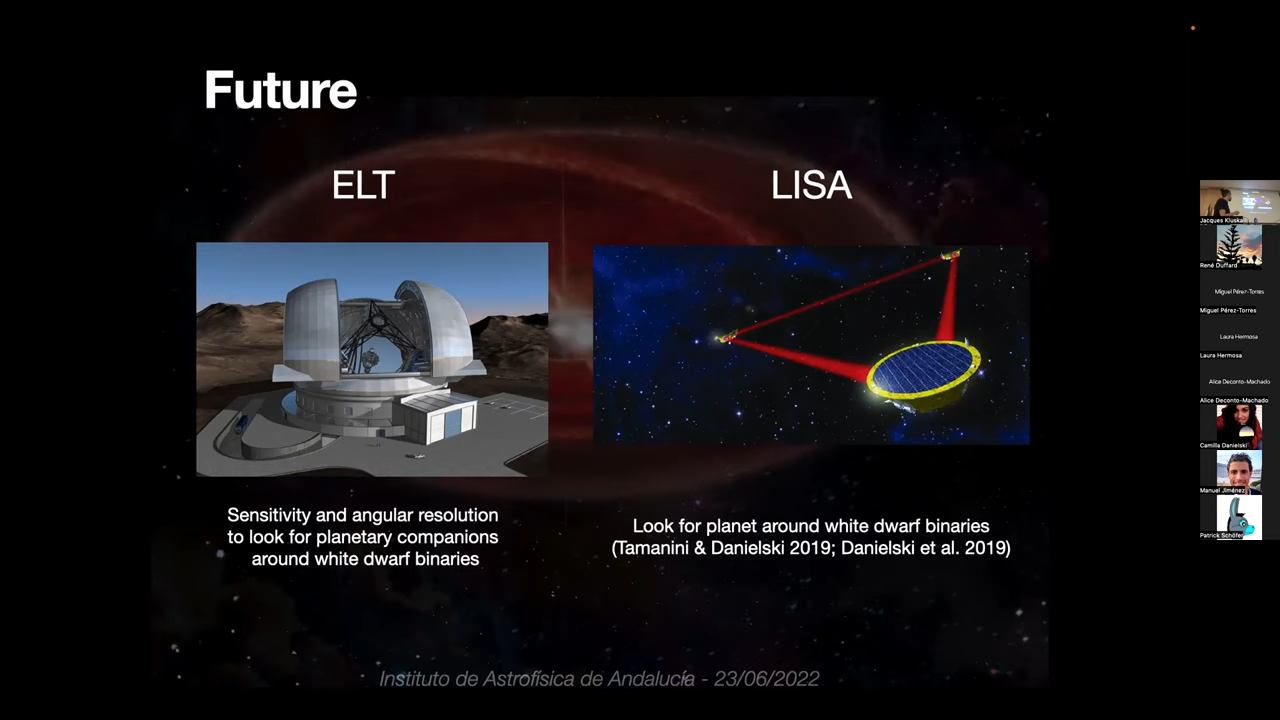 Future
ELT
LISA
Sensitivity and angular resolution
to look for planetary companions
around white dwarf binaries
Look for planet around white dwarf binaries
(Tamanini & Danielski 2019; Danielski et al. 2019)
Instituto de Astrofísica de Andalucía - 23/06/2022
Jacques Kluska
René Duffard
Miguel Pérez-Torres
Miguel Pérez-Torres
Laura Hermosa
Laura Hermosa
Alice Deconto-Machado
Alice Deconto-Machado
Camilla Danielski
Manuel Jiménez
Patrick Schöfer